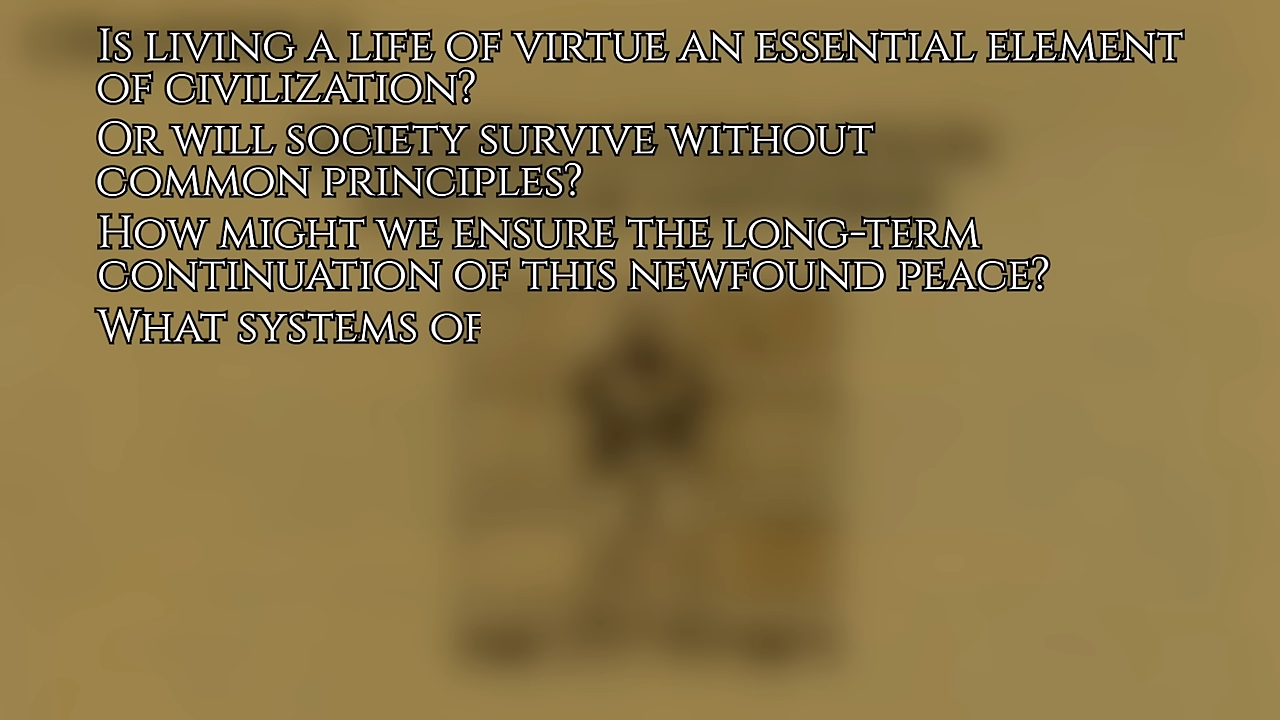 Is living a life of virtue an essential element
of civilization?
Or will society survive without
common principles?
How might we ensure the long-term
continuation of this newfound peace?
What systems of